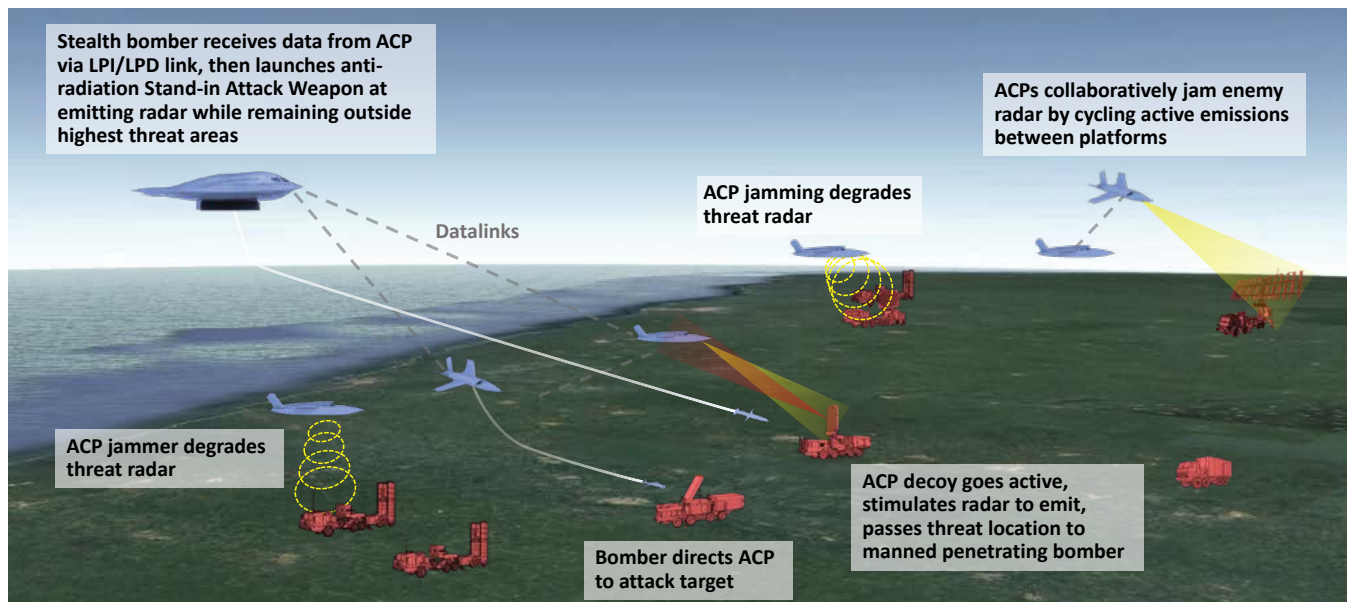 Stealth bomber receives data from ACP
via LPI/LPD link, then launches anti-
radiation Stand-in Attack Weapon at
emitting radar while remaining outside
highest threat areas
ACPs collaboratively jam enemy
radar by cycling active emissions
between platforms
ACP jamming degrades
threat radar
Datalinks
ACP jammer degrades
threat radar
ACP decoy goes active,
stimulates radar to emit,
passes threat location to
manned penetrating bomber
Bomber directs ACP
to attack target